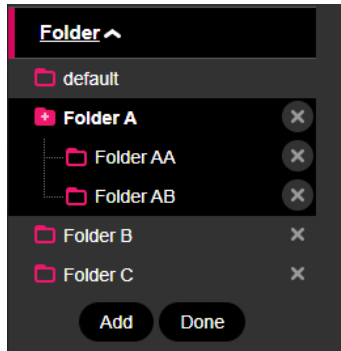 Folder
default
Folder A
Folder AA
Folder AB
Folder B
Folder C
Add Done